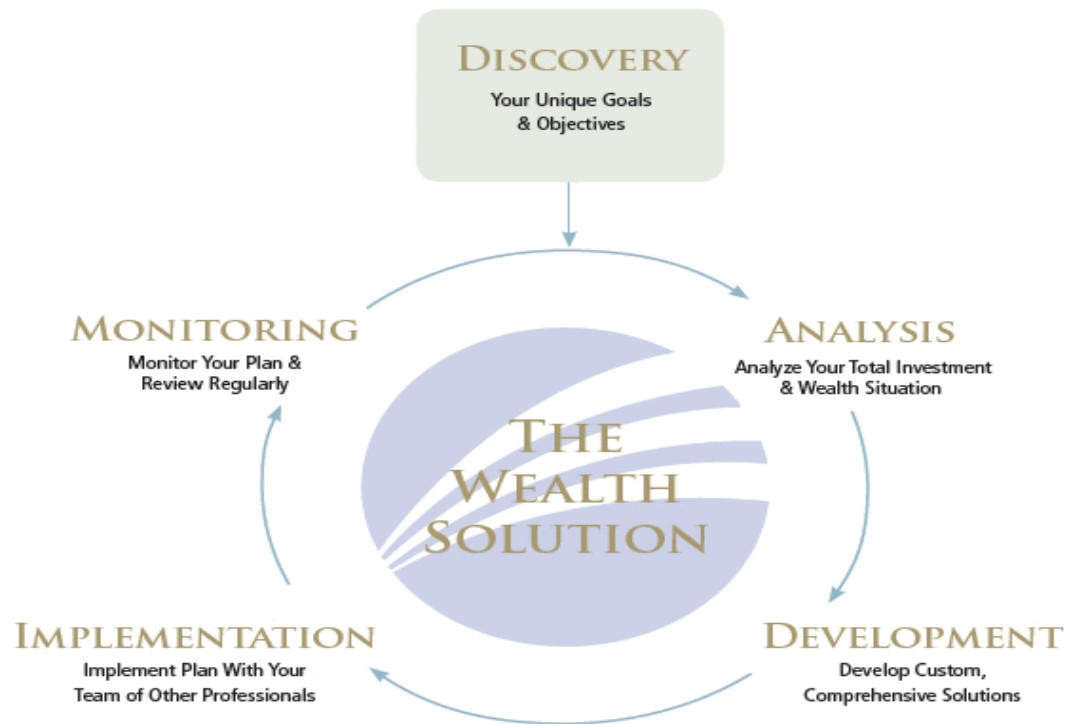 DISCOVERY
Your Unique Goals
& Objectives
MONITORING
Monitor Your Plan &
Review Regularly
ANALYSIS
Analyze Your Total Investment
& Wealth Situation
THE
WEALTH
SOLUTION
IMPLEMENTATION
Implement Plan With Your
Team of Other Professionals
DEVELOPMENT
Develop Custom,
Comprehensive Solutions